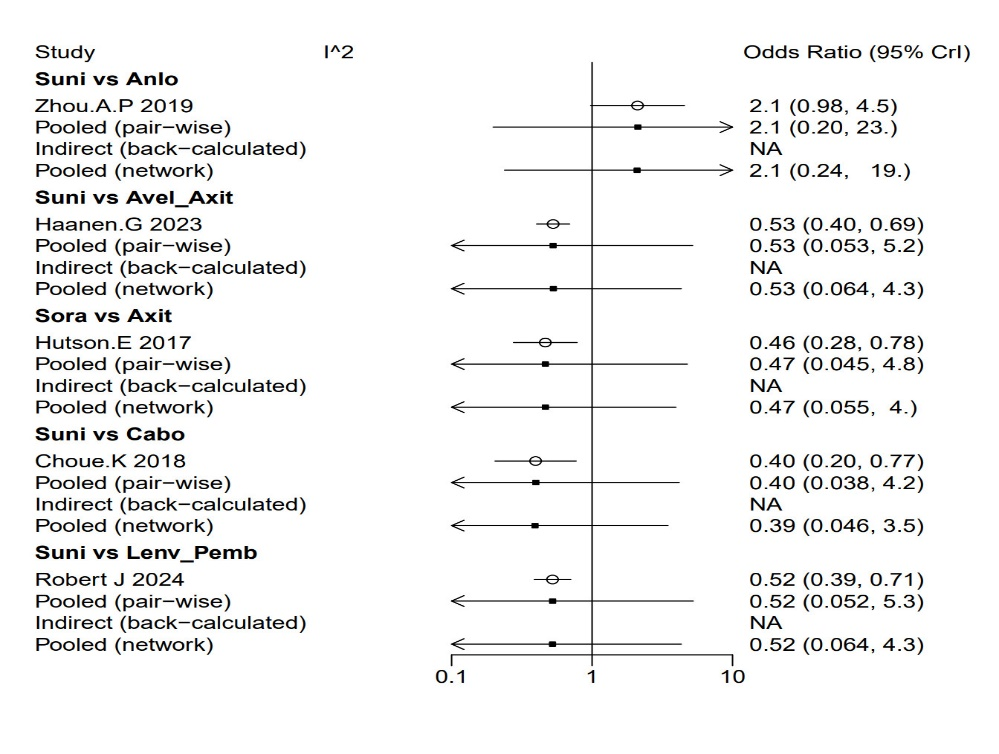 Study I^2 Odds Ratio (95% CrI)
Suni vs Anlo
Zhou.A.P 2019 2.1 (0.98, 4.5)
Pooled (pair−wise) 2.1 (0.20, 23.)
Indirect (back−calculated) NA
Pooled (network) 2.1 (0.24, 19.)
Suni vs Avel_Axit
Haanen.G 2023 0.53 (0.40, 0.69)
Pooled (pair−wise) 0.53 (0.053, 5.2)
Indirect (back−calculated) NA
Pooled (network) 0.53 (0.064, 4.3)
Sora vs Axit
Hutson.E 2017 0.46 (0.28, 0.78)
Pooled (pair−wise) 0.47 (0.045, 4.8)
Indirect (back−calculated) NA
Pooled (network) 0.47 (0.055, 4.)
Suni vs Cabo
Choue.K 2018 0.40 (0.20, 0.77)
Pooled (pair−wise) 0.40 (0.038, 4.2)
Indirect (back−calculated) NA
Pooled (network) 0.39 (0.046, 3.5)
Suni vs Lenv_Pemb
Robert J 2024 0.52 (0.39, 0.71)
Pooled (pair−wise) 0.52 (0.052, 5.3)
Indirect (back−calculated) NA
Pooled (network) 0.52 (0.064, 4.3)
0.1 1 10